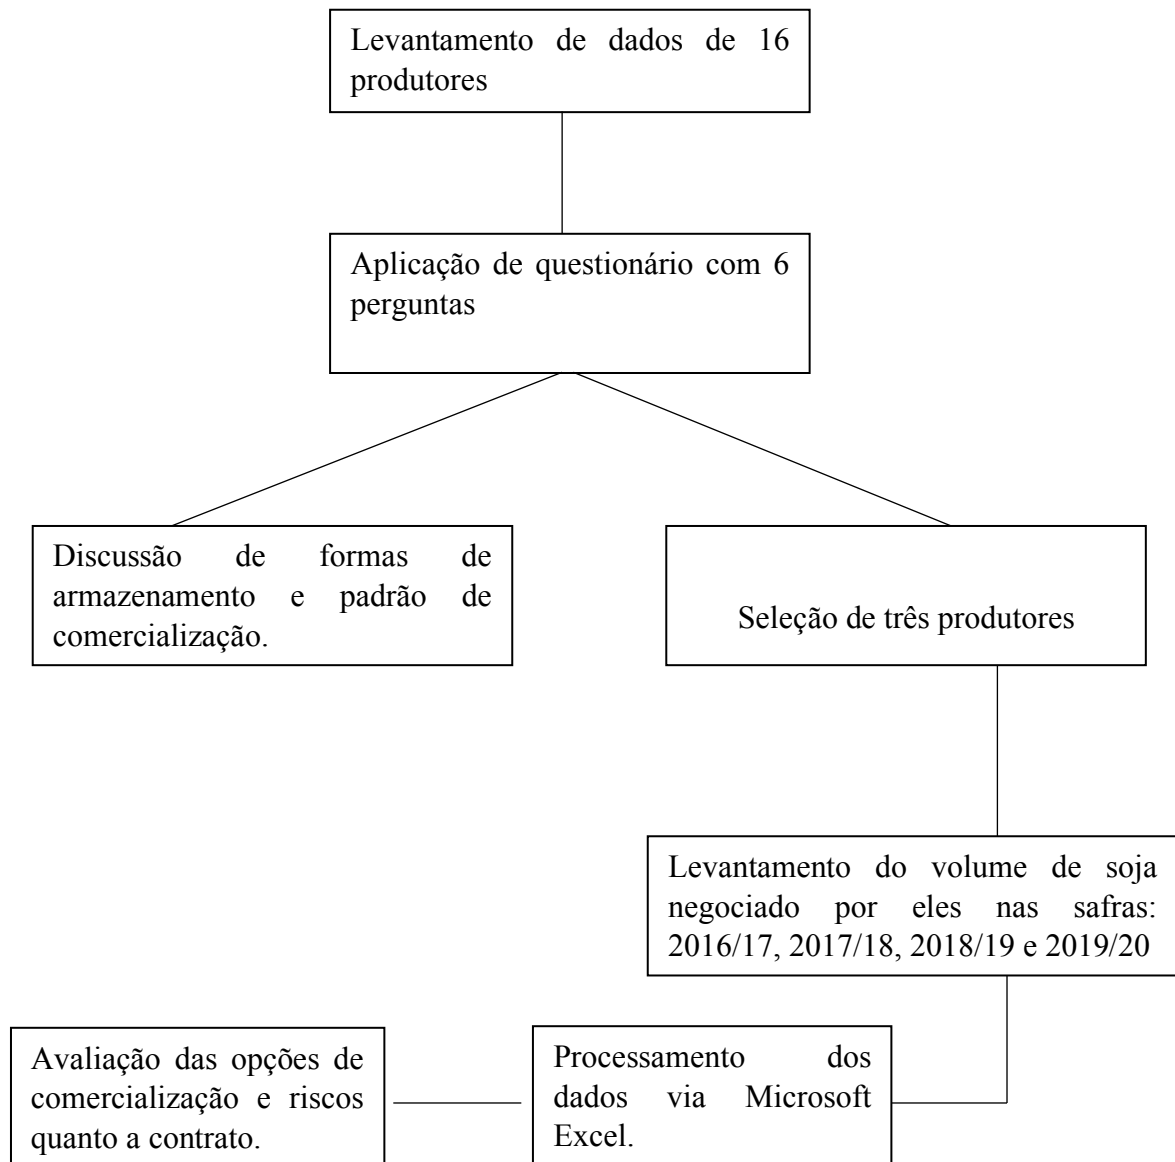 Levantamento de dados de 16
produtores
Aplicação de questionário com 6
perguntas
Discussão de formas de
armazenamento e padrão de
comercialização.
Seleção de três produtores
Levantamento do volume de soja
negociado por eles nas safras:
2016/17, 2017/18, 2018/19 e 2019/20
Avaliação das opções de
comercialização e riscos
quanto a contrato.
Processamento dos
dados via Microsoft
Excel.